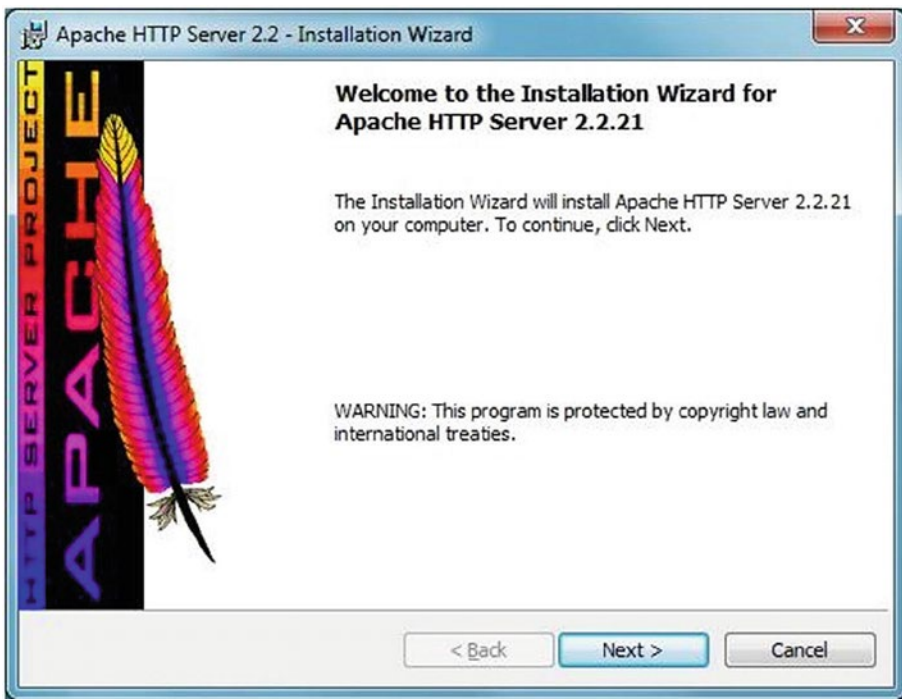 Apache HTTP Server 2.2 - Installation Wizard
HTTP SERVER PROJECT
APACHE
Welcome to the Installation Wizard for
Apache HTTP Server 2.2.21
The Installation Wizard will install Apache HTTP Server 2.2.21
on your computer. To continue, click Next.
WARNING: This program is protected by copyright law and
international treaties.
< Back
Next >
Cancel